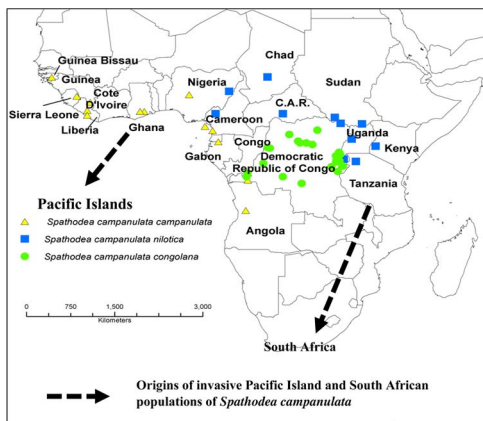 Guinea Bissau
Guinea
Cote
D'Ivoire
Sierra Leone
Liberia
Ghana
Nigeria
Chad
Sudan
C.A.R.
Cameroon
Gabon
Congo
Democratic
Republic of Congo
Uganda
Kenya
Tanzania
Angola
Pacific Islands
Spathodea campanulata campanulata
Spathodea campanulata nilotica
Spathodea campanulata congolana
0 750 1,500 3,000
Kilometers
South Africa
Origins of invasive Pacific Island and South African
populations of Spathodea campanulata